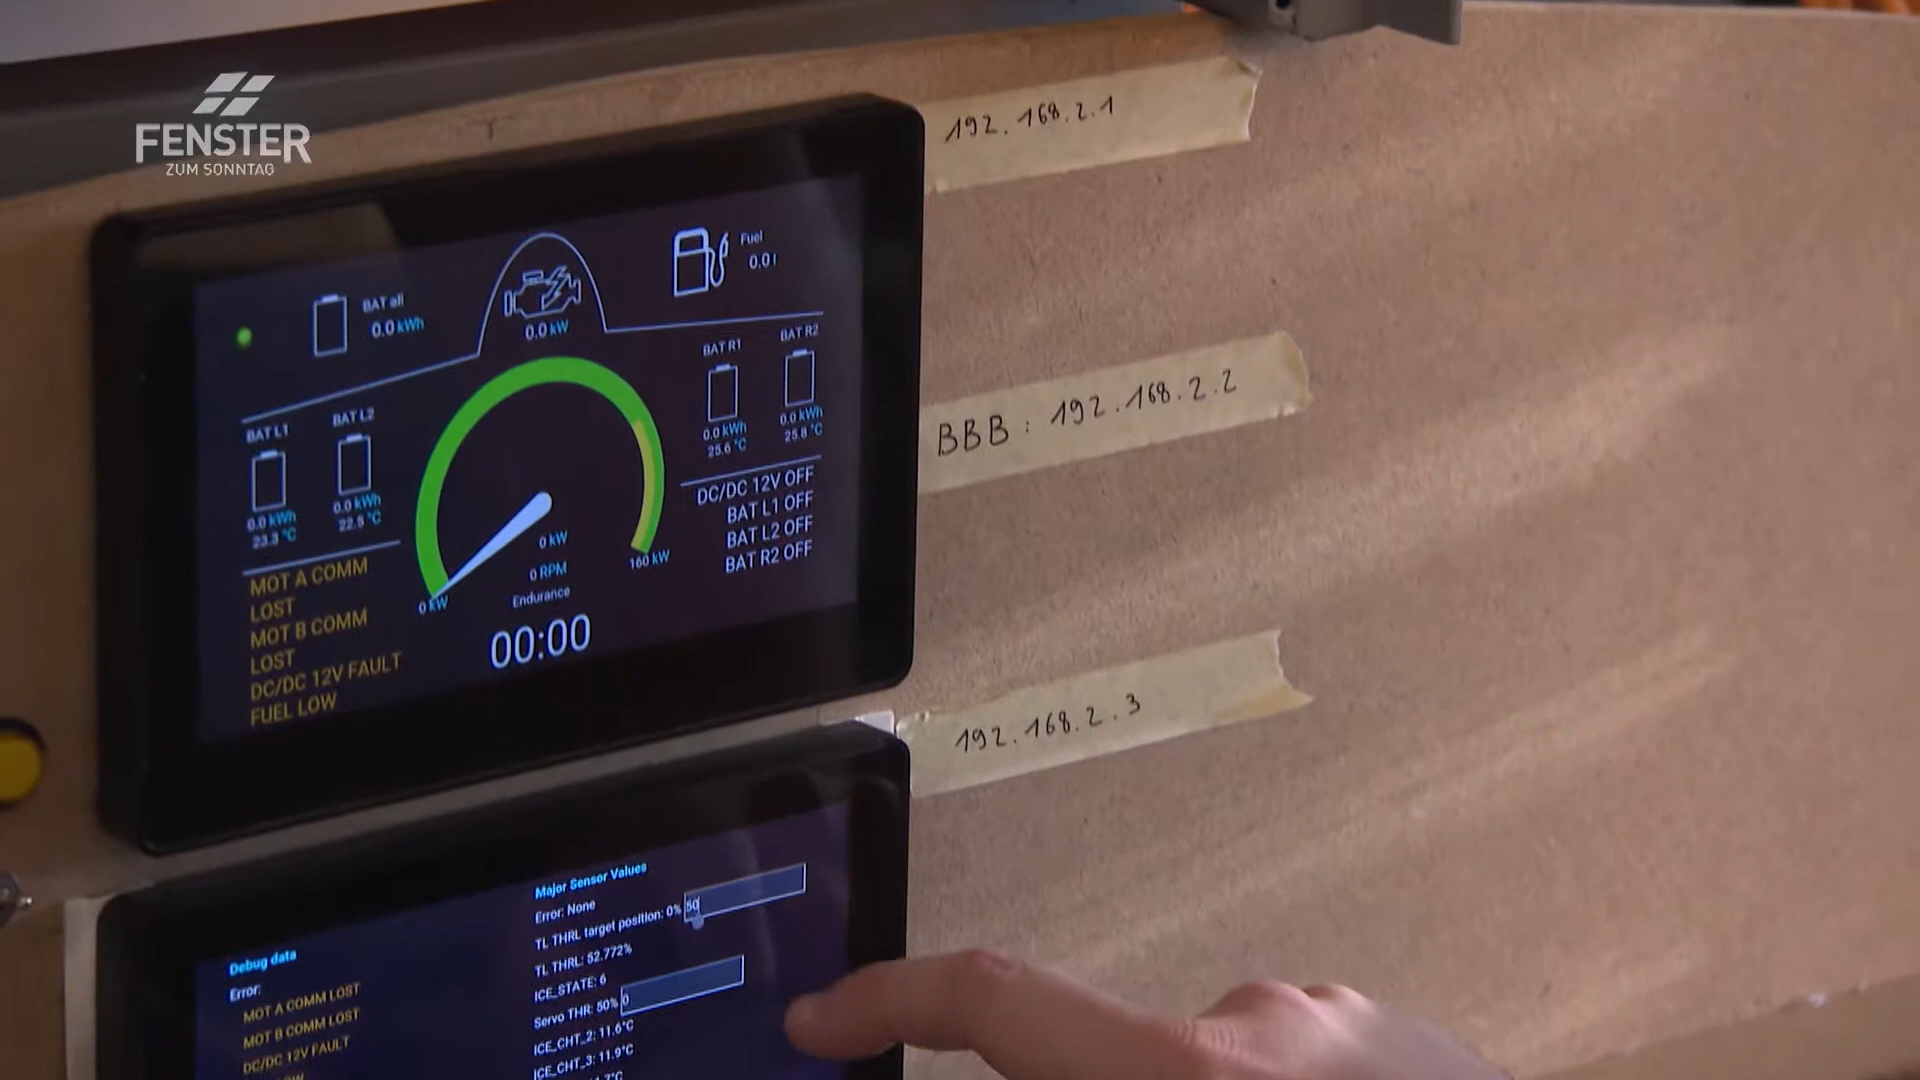 FENSTER
ZUM SONNTAG
192.168.2.1
BBB: 192.168.2.2
192.168.2.3
BAT all
0.0 kWh
0.0 kW
Fuel
0.0 l
BAT L1
0.0 kWh
23.3 °C
BAT L2
0.0 kWh
22.5 °C
BAT R1
0.0 kWh
25.6 °C
BAT R2
0.0 kWh
25.8 °C
0 kW
0 RPM
0 kW
160 kW
Endurance
00:00
MOT A COMM
LOST
MOT B COMM
LOST
DC/DC 12V FAULT
FUEL LOW
DC/DC 12V OFF
BAT L1 OFF
BAT L2 OFF
BAT R2 OFF
Debug data
Error:
MOT A COMM LOST
MOT B COMM LOST
DC/DC 12V FAULT
Major Sensor Values
Error: None
TL THRL target position: 0% 50
TL THRL: 52.772%
ICE_STATE: 6
Servo THR: 50% 0
ICE_CHT_2: 11.6°C
ICE_CHT_3: 11.9°C